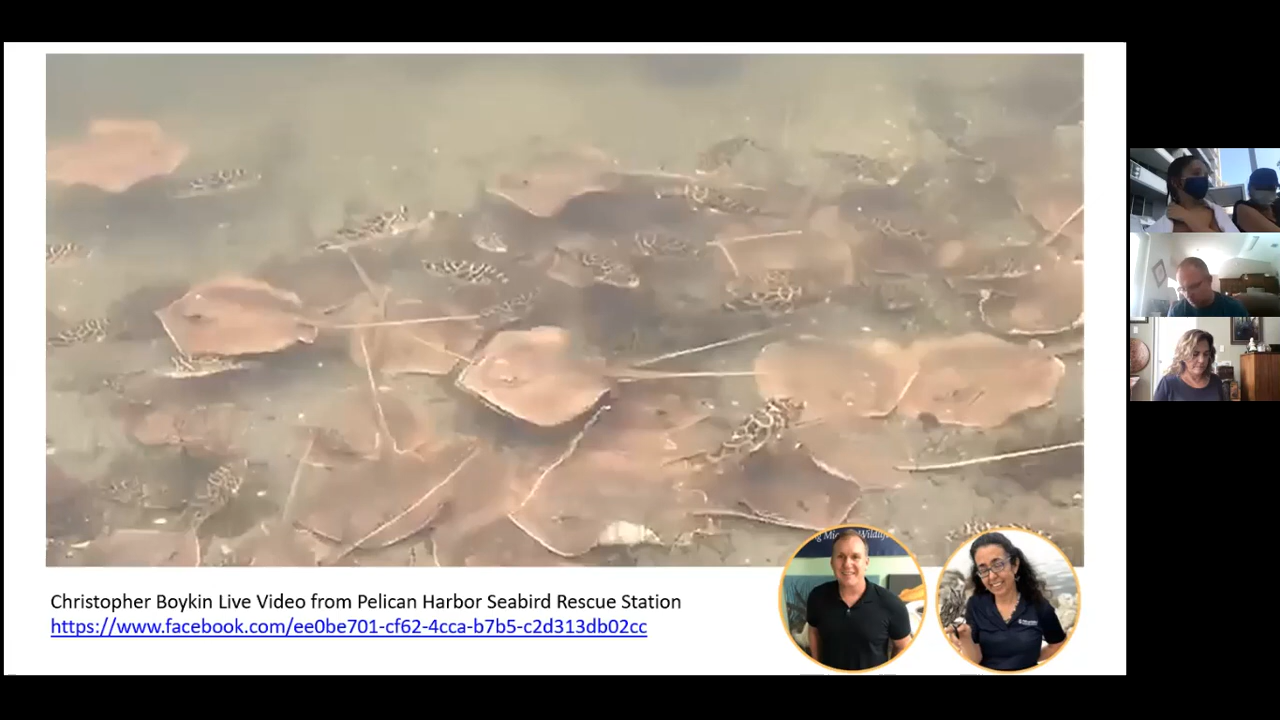 Christopher Boykin Live Video from Pelican Harbor Seabird Rescue Station
https://www.facebook.com/ee0be701-cf62-4cca-b7b5-c2d313db02cc